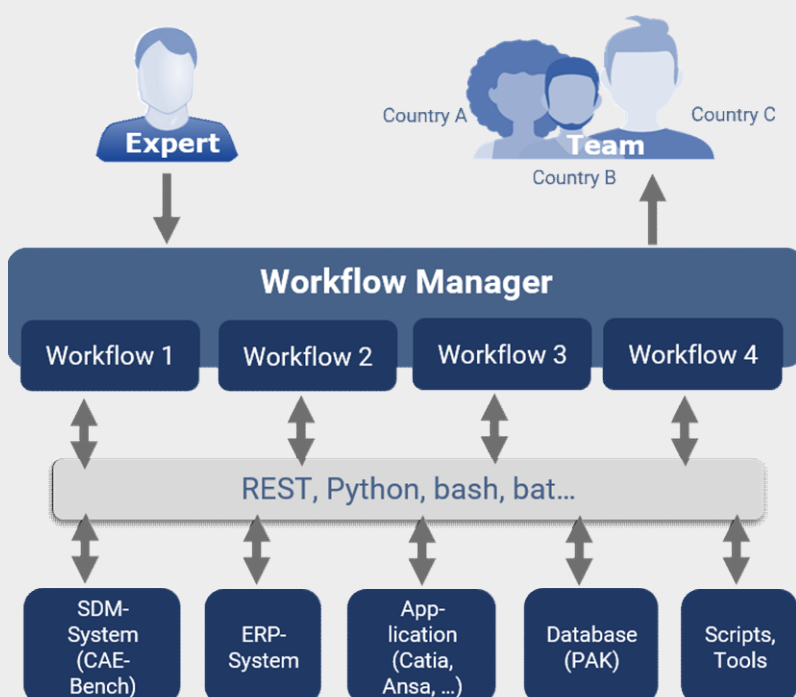 Expert
Country A
Country C
Team
Country B
Workflow Manager
Workflow 1
Workflow 2
Workflow 3
Workflow 4
REST, Python, bash, bat...
SDM-
System
(CAE-
Bench)
ERP-
System
App-
lication
(Catia,
Ansa, ...)
Database
(PAK)
Scripts,
Tools